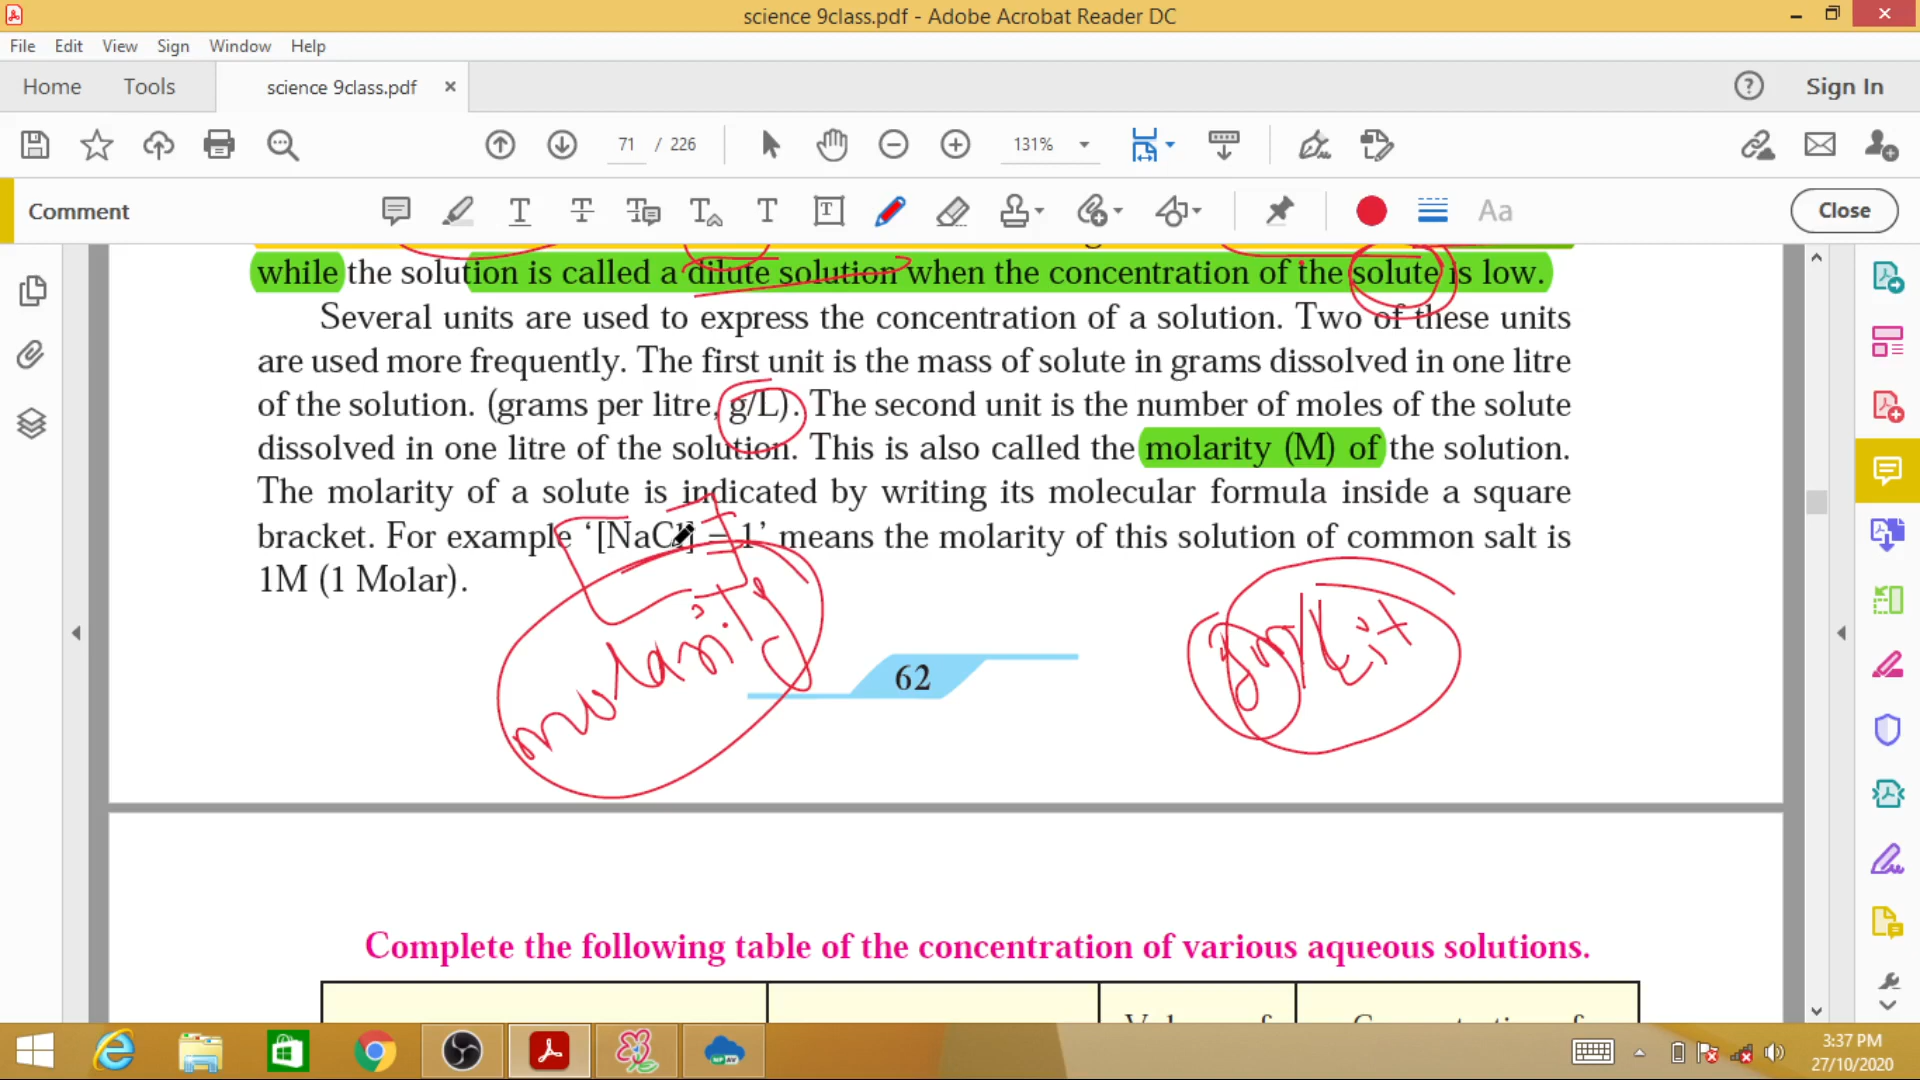 science 9class.pdf - Adobe Acrobat Reader DC
File Edit View Sign Window Help
Home Tools science 9class.pdf × Sign In
71 / 226 131%
Comment Aa Close
while the solution is called a dilute solution when the concentration of the solute is low.
Several units are used to express the concentration of a solution. Two of these units
are used more frequently. The first unit is the mass of solute in grams dissolved in one litre
of the solution. (grams per litre, g/L). The second unit is the number of moles of the solute
dissolved in one litre of the solution. This is also called the molarity (M) of the solution.
The molarity of a solute is indicated by writing its molecular formula inside a square
bracket. For example ‘[NaCl] = 1’ means the molarity of this solution of common salt is
1M (1 Molar).
molarity
gm/Lit
62
Complete the following table of the concentration of various aqueous solutions.
3:37 PM
27/10/2020